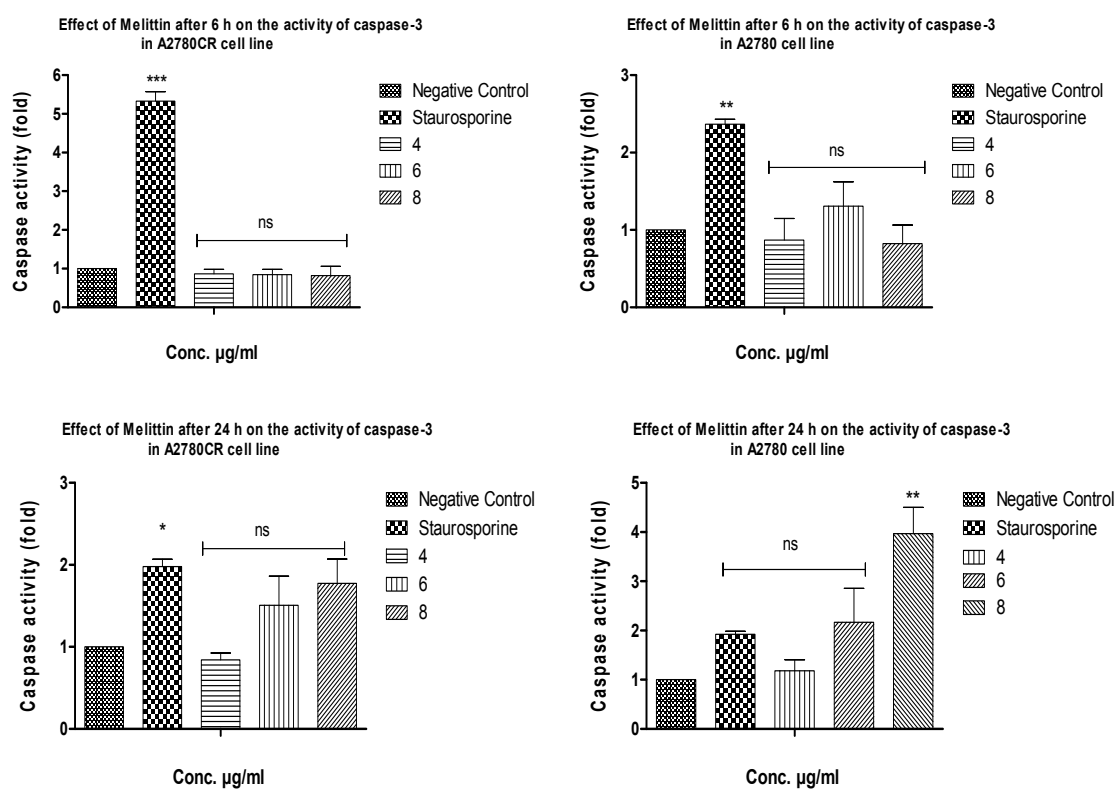 Effect of Melittin after 6 h on the activity of caspase-3
in A2780CR cell line
Caspase activity (fold)
6
5
4
3
2
1
0
***
ns
Negative Control
Staurosporine
4
6
8
Conc. µg/ml
Effect of Melittin after 6 h on the activity of caspase-3
in A2780 cell line
Caspase activity (fold)
3
2
1
0
**
ns
Negative Control
Staurosporine
4
6
8
Conc. µg/ml
Effect of Melittin after 24 h on the activity of caspase-3
in A2780CR cell line
Caspase activity (fold)
3
2
1
0
*
ns
Negative Control
Staurosporine
4
6
8
Conc. µg/ml
Effect of Melittin after 24 h on the activity of caspase-3
in A2780 cell line
Caspase activity (fold)
5
4
3
2
1
0
ns
**
Negative Control
Staurosporine
4
6
8
Conc. µg/ml